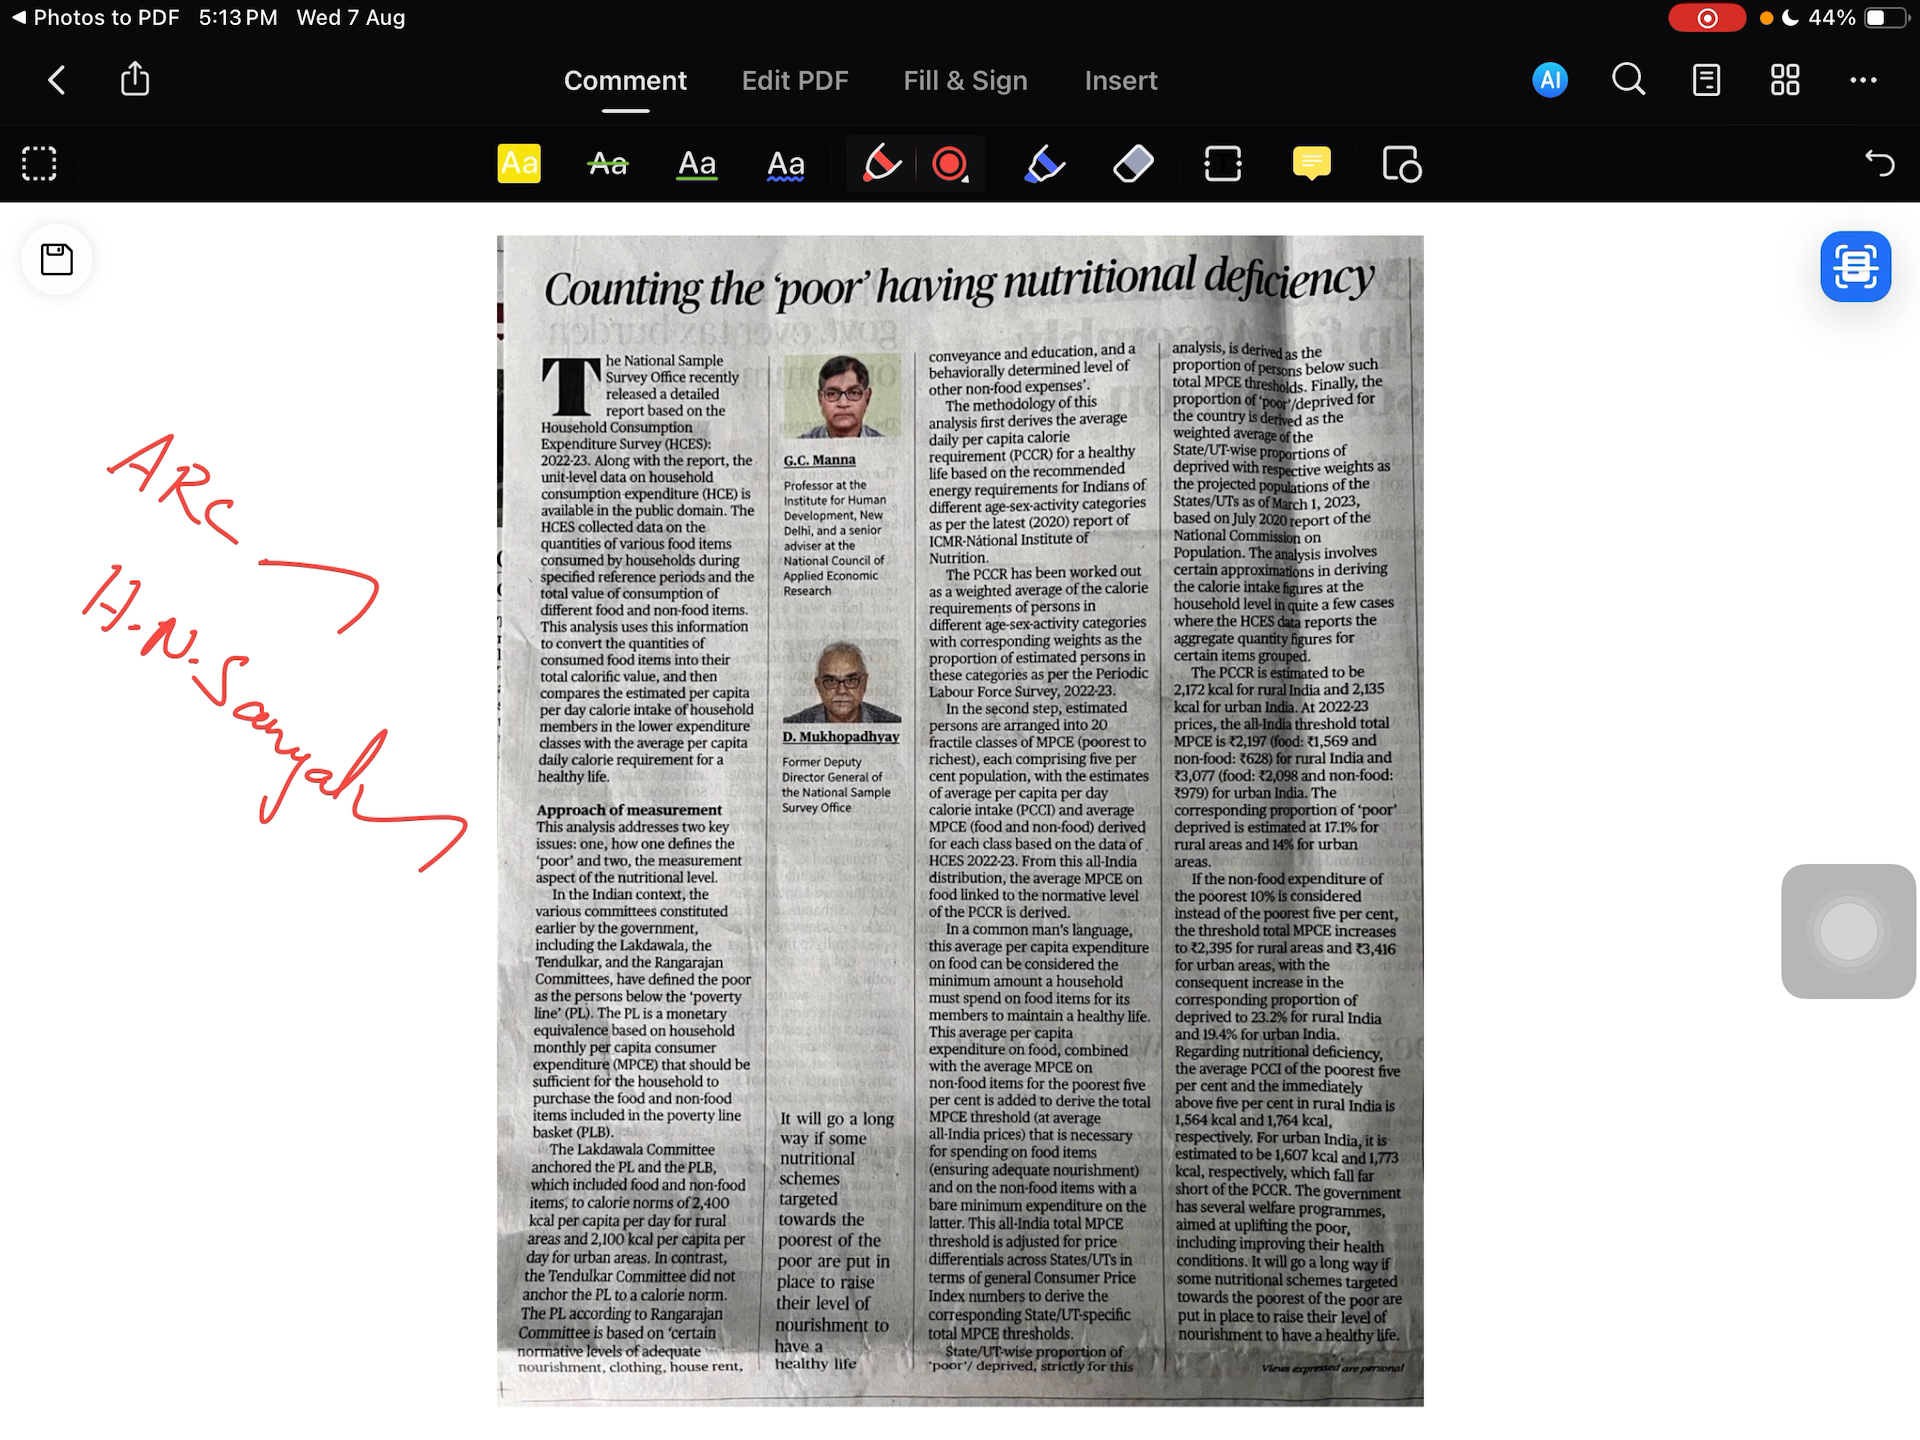 Photos to PDF 5:13 PM Wed 7 Aug
44%
Comment Edit PDF Fill & Sign Insert
AI
Aa Aa Aa Aa
ARC
H.N. Sanyal
Counting the ‘poor’ having nutritional deficiency
The National Sample
Survey Office recently
released a detailed
report based on the
Household Consumption
Expenditure Survey (HCES):
2022-23. Along with the report, the
unit-level data on household
consumption expenditure (HCE) is
available in the public domain. The
HCES collected data on the
quantities of various food items
consumed by households during
specified reference periods and the
total value of consumption of
different food and non-food items.
This analysis uses this information
to convert the quantities of
consumed food items into their
total calorific value, and then
compares the estimated per capita
per day calorie intake of household
members in the lower expenditure
classes with the average per capita
daily calorie requirement for a
healthy life.
Approach of measurement
This analysis addresses two key
issues: one, how one defines the
‘poor’ and two, the measurement
aspect of the nutritional level.
In the Indian context, the
various committees constituted
earlier by the government,
including the Lakdawala, the
Tendulkar, and the Rangarajan
Committees, have defined the poor
as the persons below the ‘poverty
line’ (PL). The PL is a monetary
equivalence based on household
monthly per capita consumer
expenditure (MPCE) that should be
sufficient for the household to
purchase the food and non-food
items included in the poverty line
basket (PLB).
The Lakdawala Committee
anchored the PL and the PLB,
which included food and non-food
items, to calorie norms of 2,400
kcal per capita per day for rural
areas and 2,100 kcal per capita per
day for urban areas. In contrast,
the Tendulkar Committee did not
anchor the PL to a calorie norm.
The PL according to Rangarajan
Committee is based on ‘certain
normative levels of adequate
nourishment, clothing, house rent,
G.C. Manna
Professor at the
Institute for Human
Development, New
Delhi, and a senior
adviser at the
National Council of
Applied Economic
Research
D. Mukhopadhyay
Former Deputy
Director General of
the National Sample
Survey Office
It will go a long
way if some
nutritional
schemes
targeted
towards the
poorest of the
poor are put in
place to raise
their level of
nourishment to
have a
healthy life
conveyance and education, and a
behaviorally determined level of
other non-food expenses’.
The methodology of this
analysis first derives the average
daily per capita calorie
requirement (PCCR) for a healthy
life based on the recommended
energy requirements for Indians of
different age-sex-activity categories
as per the latest (2020) report of
ICMR-National Institute of
Nutrition.
The PCCR has been worked out
as a weighted average of the calorie
requirements of persons in
different age-sex-activity categories
with corresponding weights as the
proportion of estimated persons in
these categories as per the Periodic
Labour Force Survey, 2022-23.
In the second step, estimated
persons are arranged into 20
fractile classes of MPCE (poorest to
richest), each comprising five per
cent population, with the estimates
of average per capita per day
calorie intake (PCCI) and average
MPCE (food and non-food) derived
for each class based on the data of
HCES 2022-23. From this all-India
distribution, the average MPCE on
food linked to the normative level
of the PCCR is derived.
In a common man’s language,
this average per capita expenditure
on food can be considered the
minimum amount a household
must spend on food items for its
members to maintain a healthy life.
This average per capita
expenditure on food, combined
with the average MPCE on
non-food items for the poorest five
per cent is added to derive the total
MPCE threshold (at average
all-India prices) that is necessary
for spending on food items
(ensuring adequate nourishment)
and on the non-food items with a
bare minimum expenditure on the
latter. This all-India total MPCE
threshold is adjusted for price
differentials across States/UTs in
terms of general Consumer Price
Index numbers to derive the
corresponding State/UT-specific
total MPCE thresholds.
State/UT-wise proportion of
‘poor’/ deprived, strictly for this
analysis, is derived as the
proportion of persons below such
total MPCE thresholds. Finally, the
proportion of ‘poor’/deprived for
the country is derived as the
weighted average of the
State/UT-wise proportions of
deprived with respective weights as
the projected populations of the
States/UTs as of March 1, 2023,
based on July 2020 report of the
National Commission on
Population. The analysis involves
certain approximations in deriving
the calorie intake figures at the
household level in quite a few cases
where the HCES data reports the
aggregate quantity figures for
certain items grouped.
The PCCR is estimated to be
2,172 kcal for rural India and 2,135
kcal for urban India. At 2022-23
prices, the all-India threshold total
MPCE is ₹2,197 (food: ₹1,569 and
non-food: ₹628) for rural India and
₹3,077 (food: ₹2,098 and non-food:
₹979) for urban India. The
corresponding proportion of ‘poor’
deprived is estimated at 17.1% for
rural areas and 14% for urban
areas.
If the non-food expenditure of
the poorest 10% is considered
instead of the poorest five per cent,
the threshold total MPCE increases
to ₹2,395 for rural areas and ₹3,416
for urban areas, with the
consequent increase in the
corresponding proportion of
deprived to 23.2% for rural India
and 19.4% for urban India.
Regarding nutritional deficiency,
the average PCCI of the poorest five
per cent and the immediately
above five per cent in rural India is
1,564 kcal and 1,764 kcal,
respectively. For urban India, it is
estimated to be 1,607 kcal and 1,773
kcal, respectively, which fall far
short of the PCCR. The government
has several welfare programmes,
aimed at uplifting the poor,
including improving their health
conditions. It will go a long way if
some nutritional schemes targeted
towards the poorest of the poor are
put in place to raise their level of
nourishment to have a healthy life.
Views expressed are personal